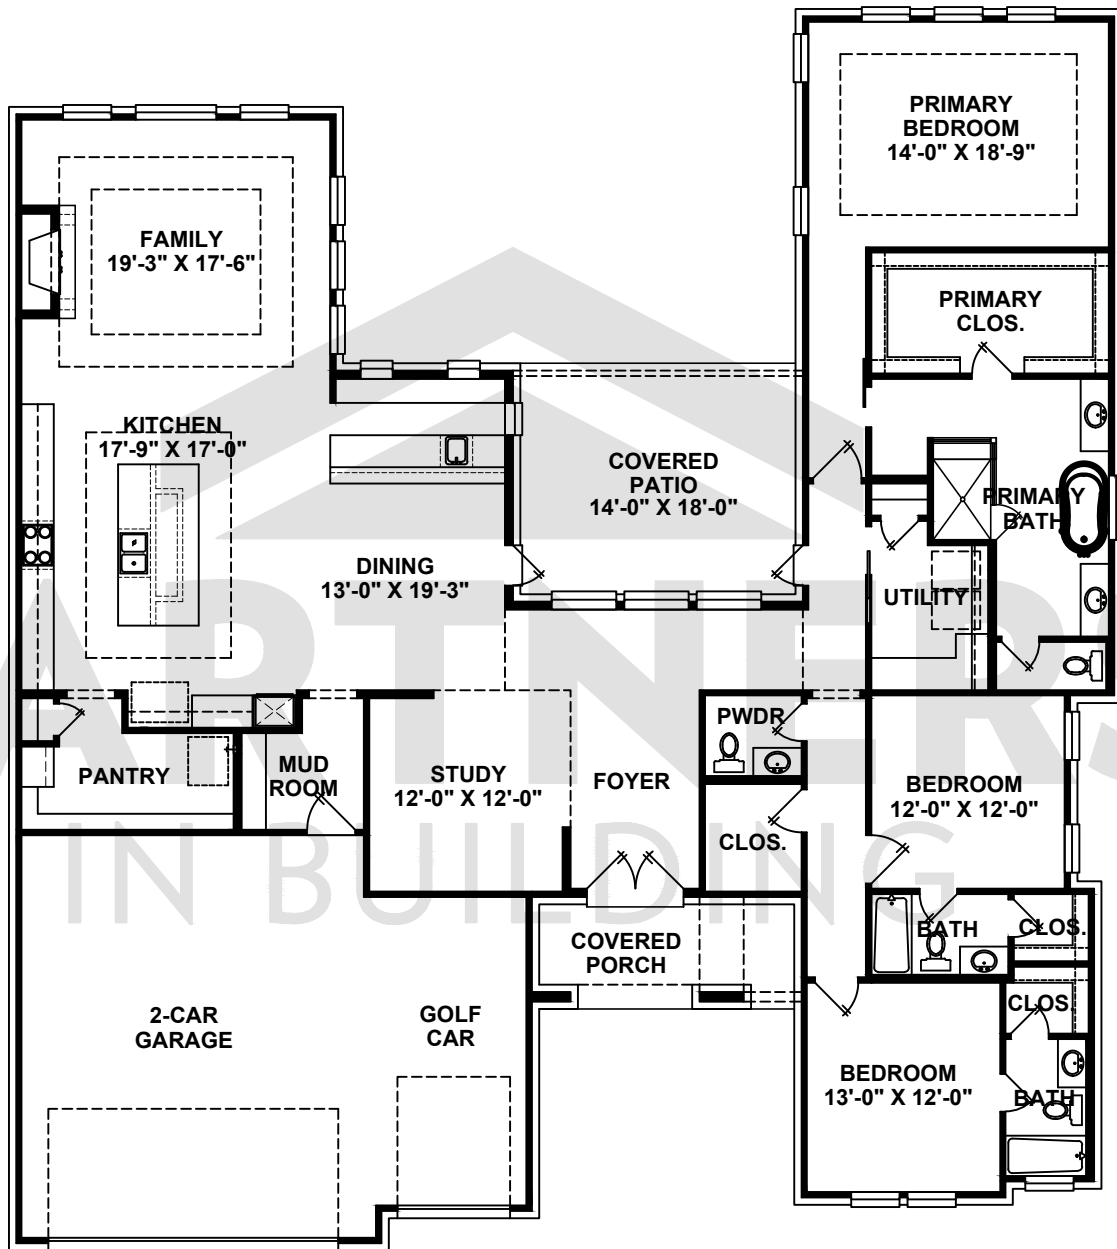 PRIMARY
BEDROOM
14'-0" X 18'-9"
FAMILY
19'-3" X 17'-6"
PRIMARY
CLOS.
KITCHEN
17'-9" X 17'-0"
COVERED
PATIO
14'-0" X 18'-0"
PRIMARY
BATH
DINING
13'-0" X 19'-3"
UTILITY
PWDR
PANTRY
MUD
ROOM
STUDY
12'-0" X 12'-0"
FOYER
BEDROOM
12'-0" X 12'-0"
CLOS.
BATH
CLOS.
COVERED
PORCH
2-CAR
GARAGE
GOLF
CAR
CLOS.
BEDROOM
13'-0" X 12'-0"
BATH
ARTNERS
IN BUILDING